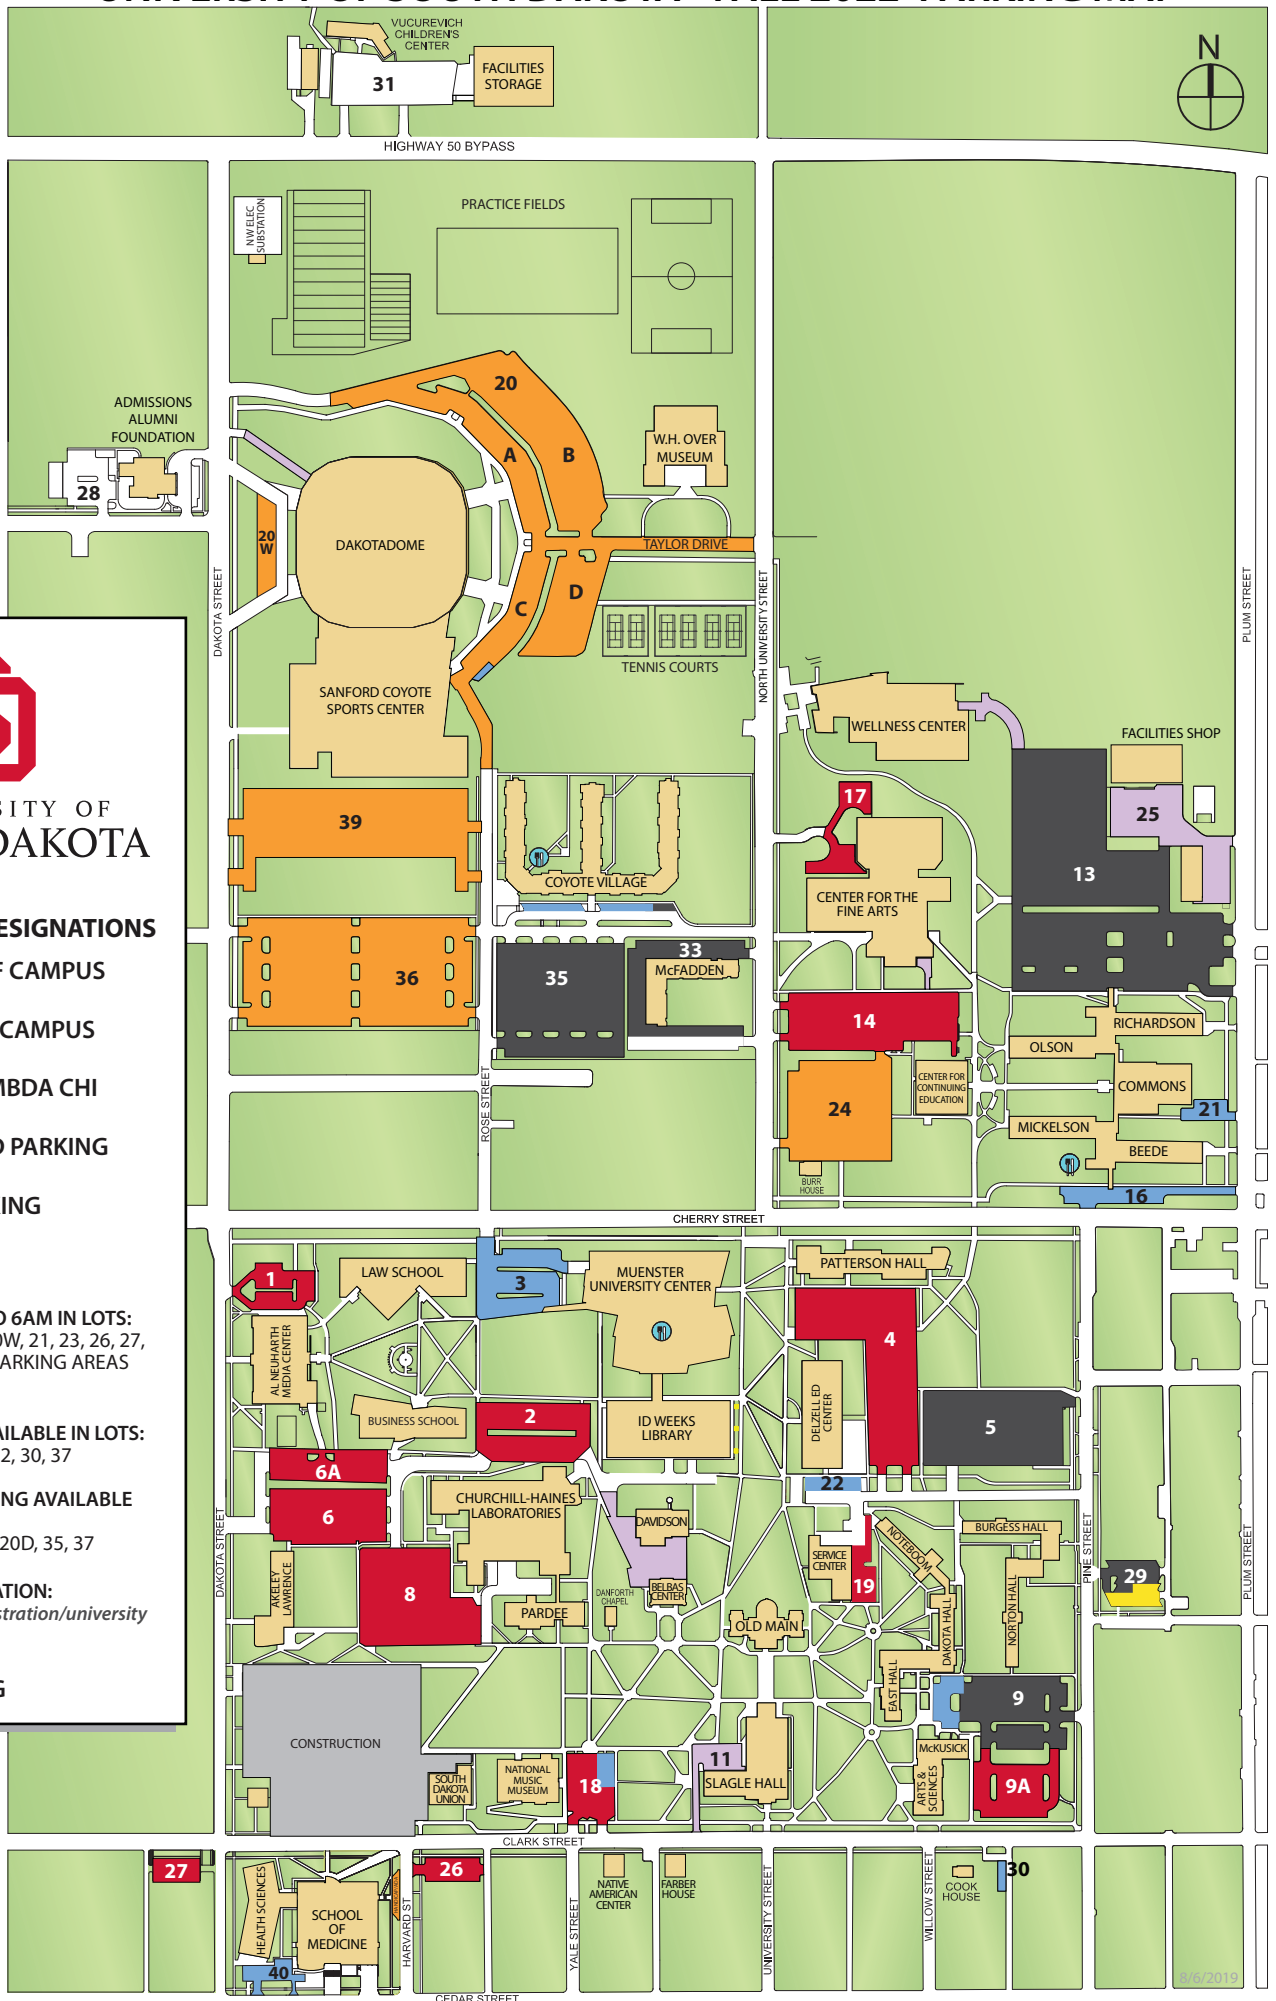 VUCUREVICH
CHILDREN'S
CENTER
31
FACILITIES
STORAGE
N
HIGHWAY 50 BYPASS
NW ELEC
SUBSTATION
PRACTICE FIELDS
20
A
B
W.H. OVER
MUSEUM
ADMISSIONS
ALUMNI
FOUNDATION
28
20
W
DAKOTADOME
TAYLOR DRIVE
C
D
TENNIS COURTS
DAKOTA STREET
NORTH UNIVERSITY STREET
PLUM STREET
SANFORD COYOTE
SPORTS CENTER
WELLNESS CENTER
FACILITIES SHOP
17
25
39
13
COYOTE VILLAGE
CENTER FOR THE
FINE ARTS
36
35
33
McFADDEN
14
RICHARDSON
OLSON
CENTER FOR
CONTINUING
EDUCATION
COMMONS
24
21
MICKELSON
BEEDE
BURR
HOUSE
16
ROSE STREET
CHERRY STREET
SITY OF
DAKOTA
ESIGNATIONS
F CAMPUS
CAMPUS
MBDA CHI
D PARKING
ING
D 6AM IN LOTS:
0W, 21, 23, 26, 27,
PARKING AREAS
AILABLE IN LOTS:
2, 30, 37
NG AVAILABLE
20D, 35, 37
ATION:
stration/university
G
1
LAW SCHOOL
3
MUENSTER
UNIVERSITY CENTER
PATTERSON HALL
AL NEUHARTH
MEDIA CENTER
4
BUSINESS SCHOOL
2
ID WEEKS
LIBRARY
DELZELL ED
CENTER
5
6A
22
6
CHURCHILL-HAINES
LABORATORIES
DAVIDSON
NOTEBOOM
BURGESS HALL
DAKOTA STREET
PINE STREET
PLUM STREET
AKELEY
LAWRENCE
8
SERVICE
CENTER
19
29
BELBAS
CENTER
DANFORTH
CHAPEL
PARDEE
OLD MAIN
DAKOTA HALL
NORTON HALL
EAST HALL
9
CONSTRUCTION
McKUSICK
ARTS &
SCIENCES
9A
SOUTH
DAKOTA
UNION
NATIONAL
MUSIC
MUSEUM
18
11
SLAGLE HALL
CLARK STREET
27
26
HEALTH SCIENCES
SCHOOL
OF
MEDICINE
40
HARVARD ST
YALE STREET
NATIVE
AMERICAN
CENTER
FARBER
HOUSE
UNIVERSITY STREET
WILLOW STREET
COOK
HOUSE
30
CEDAR STREET
8/6/2019